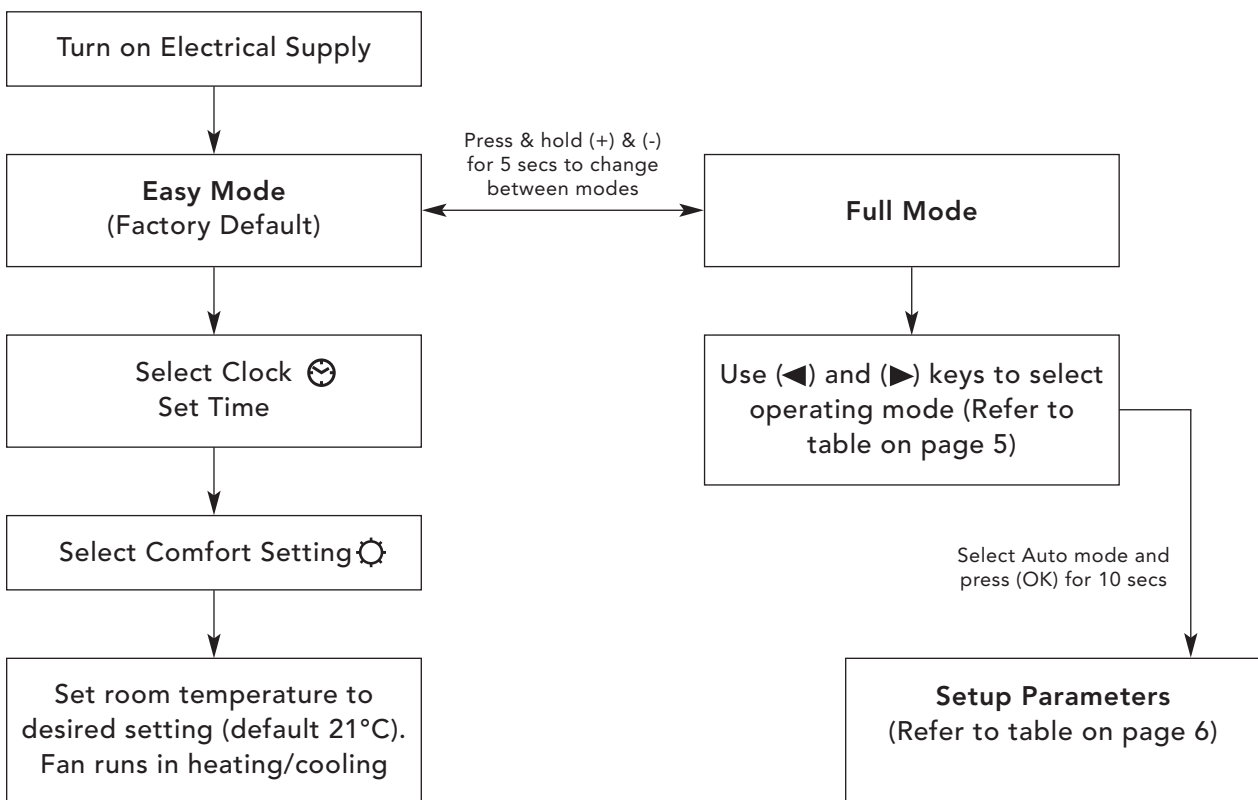 Turn on Electrical Supply
Easy Mode
(Factory Default)
Press & hold (+) & (-)
for 5 secs to change
between modes
Full Mode
Select Clock
Set Time
Use (◀) and (▶) keys to select
operating mode (Refer to
table on page 5)
Select Comfort Setting
Select Auto mode and
press (OK) for 10 secs
Set room temperature to
desired setting (default 21°C).
Fan runs in heating/cooling
Setup Parameters
(Refer to table on page 6)